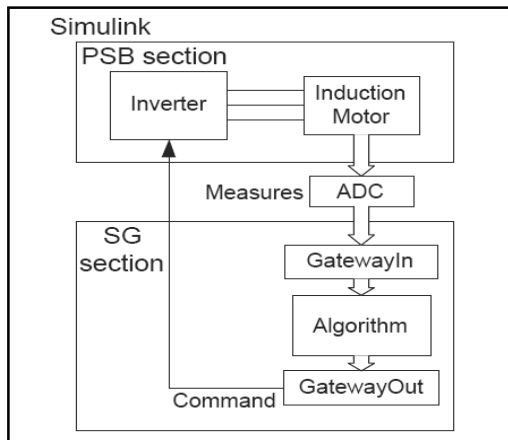 Simulink
PSB section
Inverter
Induction
Motor
Measures
ADC
SG
section
GatewayIn
Algorithm
GatewayOut
Command